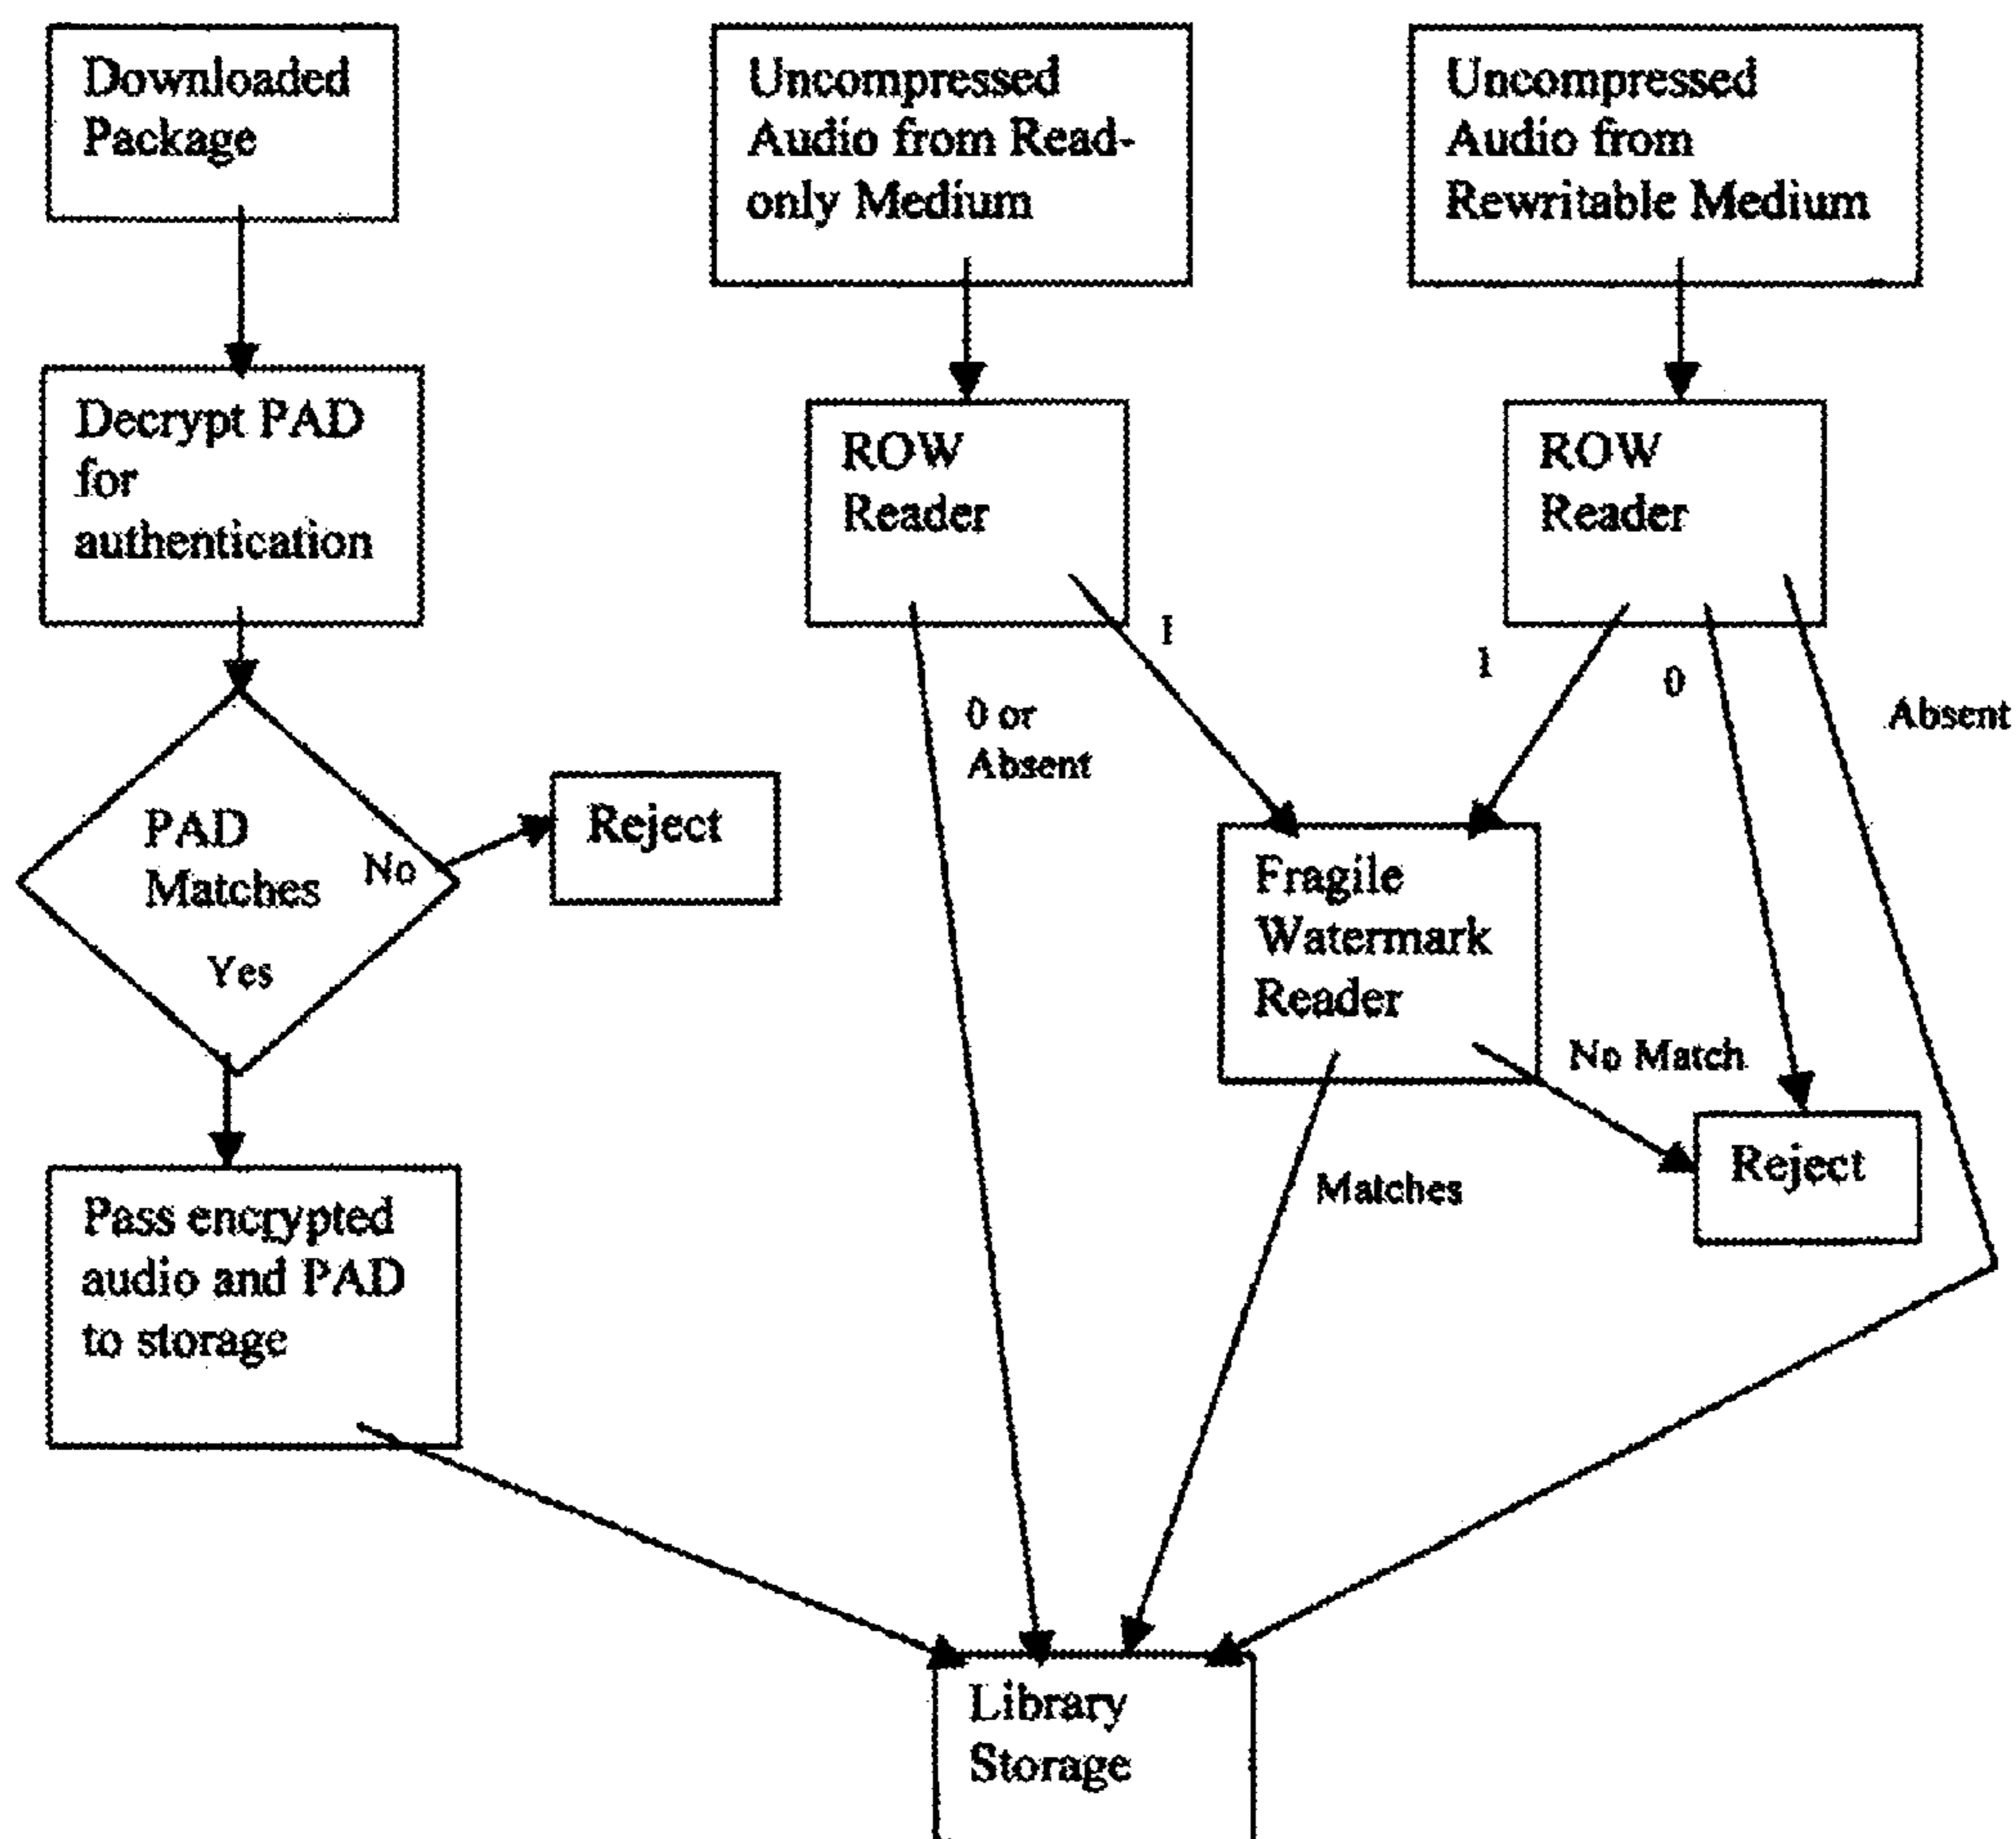 Downloaded
Package
Uncompressed
Audio from Read-
only Medium
Uncompressed
Audio from
Rewritable Medium
Decrypt PAD
for
authentication
ROW
Reader
ROW
Reader
1
1
0
0 or
Absent
Absent
PAD
Matches
No
Yes
Reject
Fragile
Watermark
Reader
No Match
Reject
Matches
Pass encrypted
audio and PAD
to storage
Library
Storage